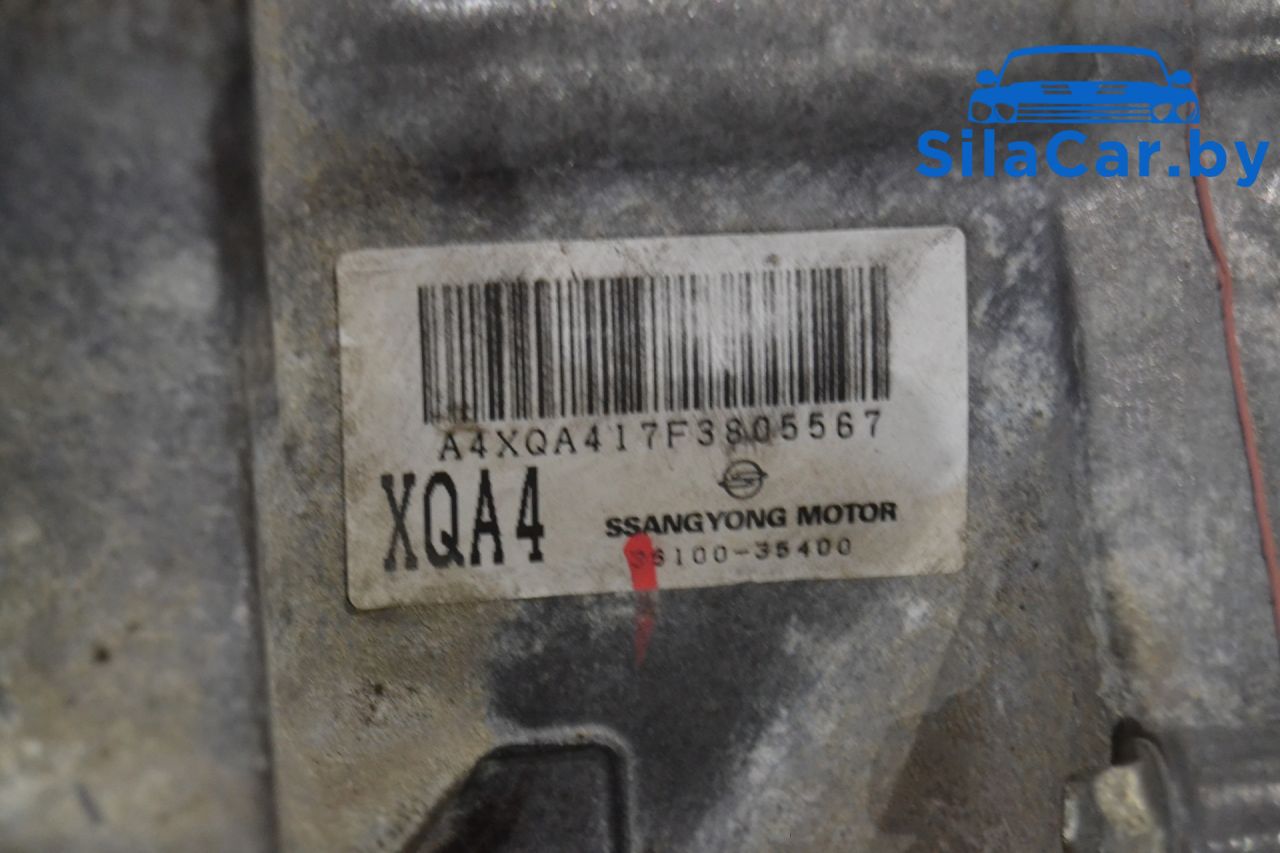 SilaCar.by
A4XQA417F3805567
XQA4
SSANGYONG MOTOR
36100-35400